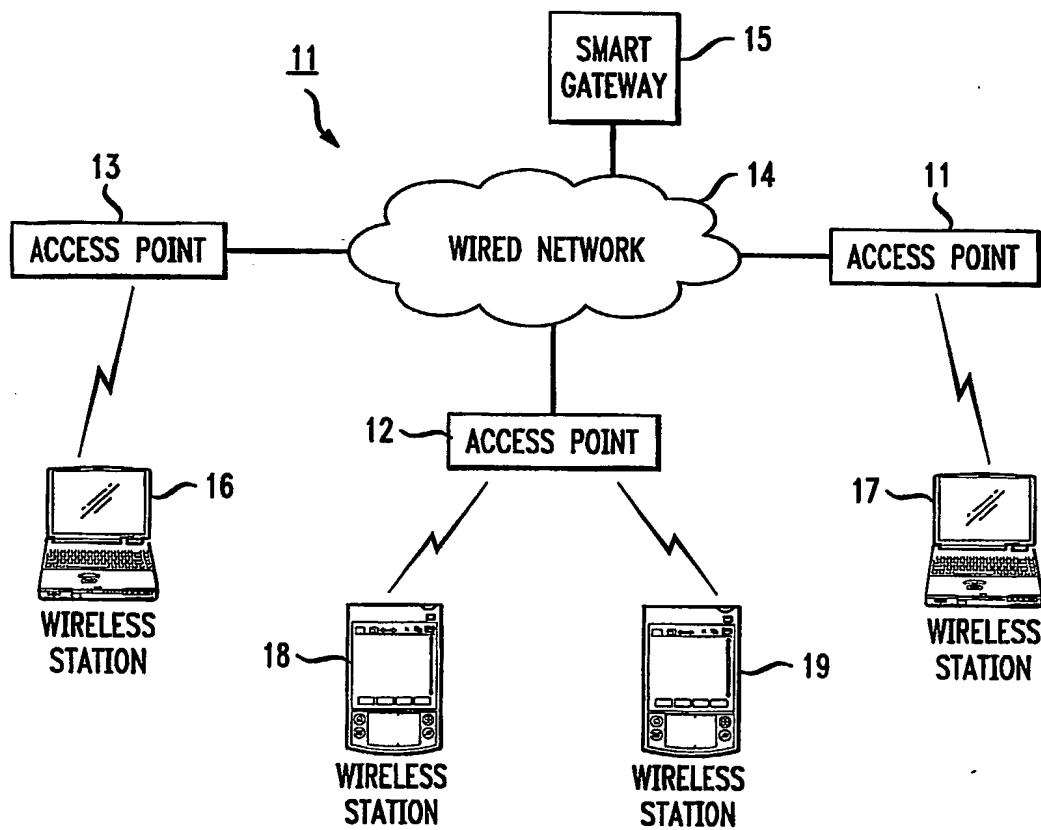 15
SMART
GATEWAY
11
13
14
11
ACCESS POINT
WIRED NETWORK
ACCESS POINT
12
ACCESS POINT
16
17
WIRELESS
STATION
18
19
WIRELESS
STATION
WIRELESS
STATION
WIRELESS
STATION